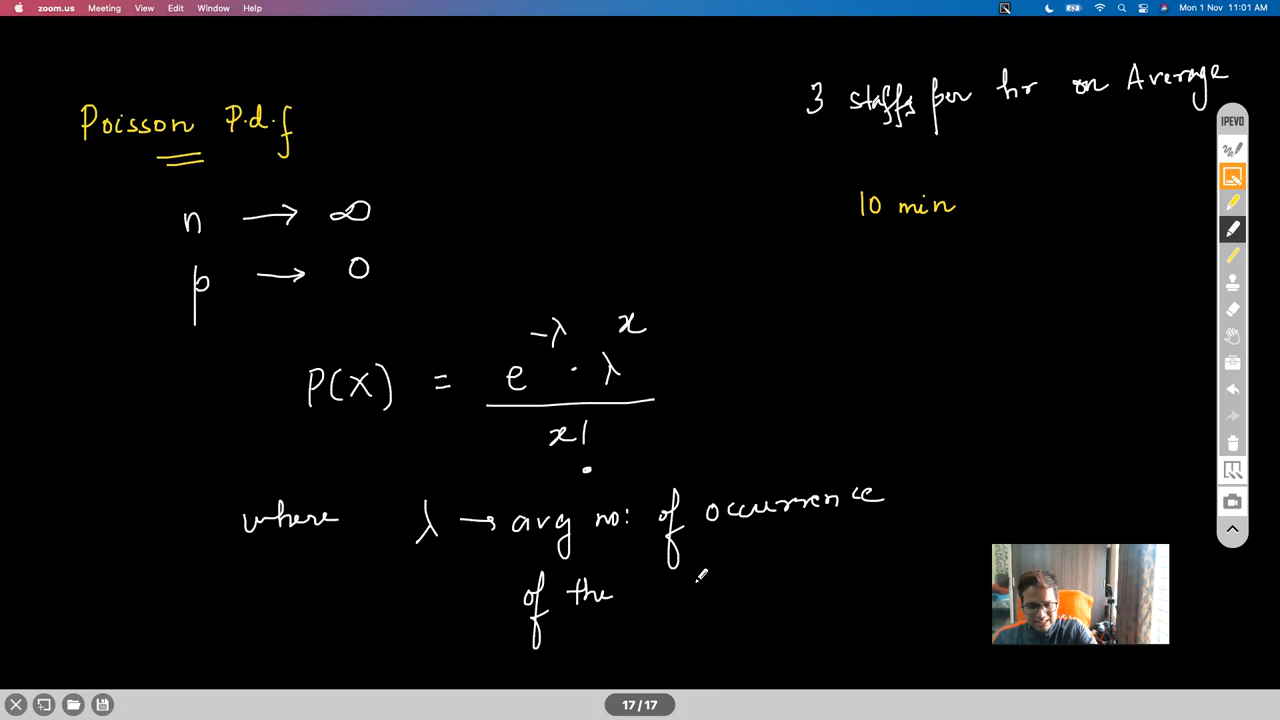 zoom.us Meeting View Edit Window Help Mon 1 Nov 11:01 AM
3 staffs per hr on Average
Poisson P.d.f
IPEVO
10 min
n → ∞
p → 0
P(X) = e^{-λ} · λ^x / x!
where λ → avg no: of occurrence
of the
17/17